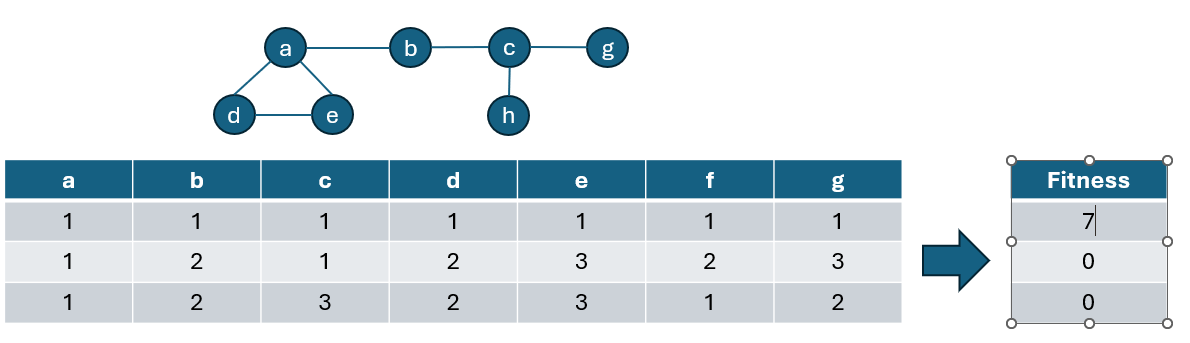 a b c g
d e h
a b c d e f g
1 1 1 1 1 1 1
1 2 1 2 3 2 3
1 2 3 2 3 1 2
Fitness
7
0
0